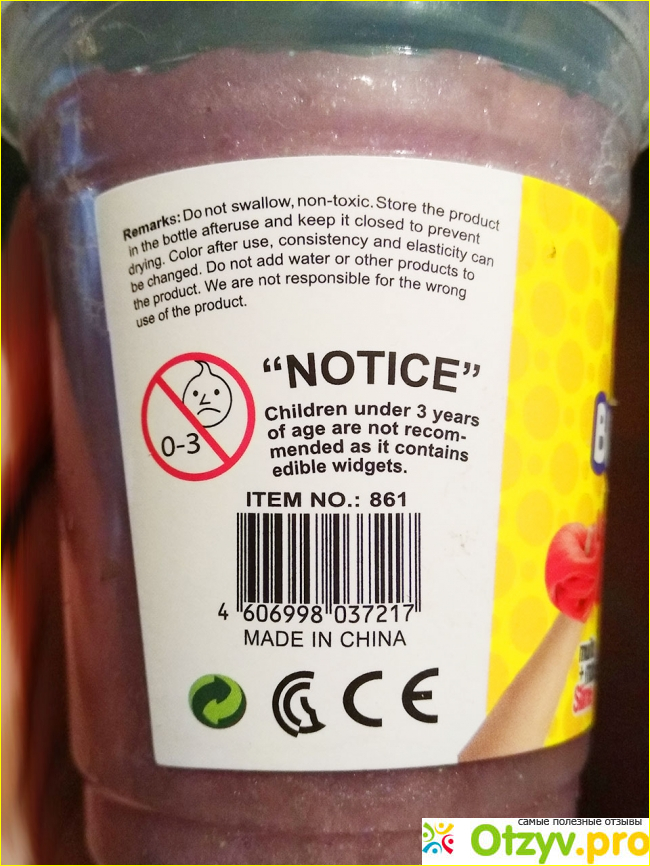 Remarks: Do not swallow, non-toxic. Store the product
in the bottle afteruse and keep it closed to prevent
drying. Color after use, consistency and elasticity can
be changed. Do not add water or other products to
the product. We are not responsible for the wrong
use of the product.
0-3
“NOTICE”
Children under 3 years
of age are not recom-
mended as it contains
edible widgets.
ITEM NO.: 861
4 606998 037217
MADE IN CHINA
CE
самые полезные отзывы
Otzyv.pro